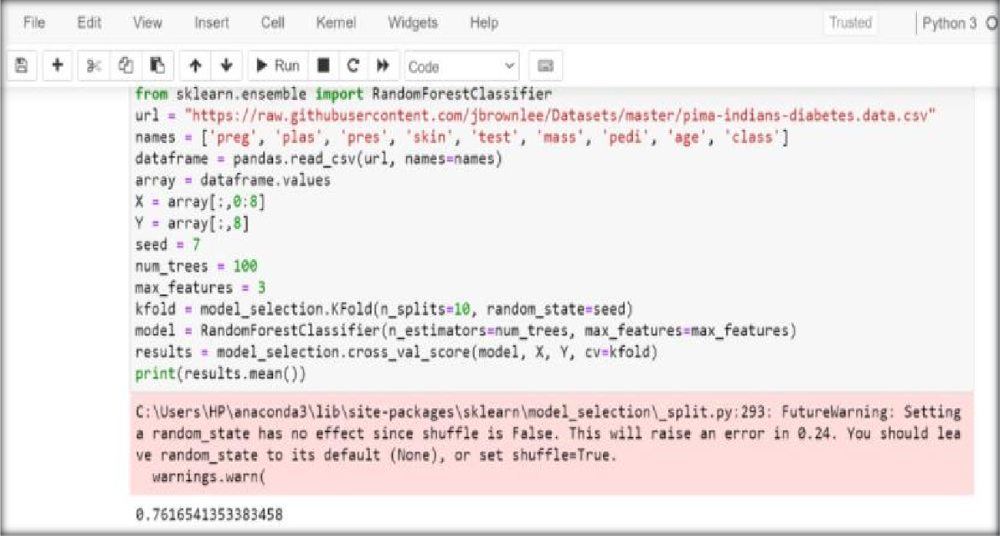 File Edit View Insert Cell Kernel Widgets Help Trusted Python 3
Run Code
from sklearn.ensemble import RandomForestClassifier
url = "https://raw.githubusercontent.com/jbrownlee/Datasets/master/pima-indians-diabetes.data.csv"
names = ['preg', 'plas', 'pres', 'skin', 'test', 'mass', 'pedi', 'age', 'class']
dataframe = pandas.read_csv(url, names=names)
array = dataframe.values
X = array[:,0:8]
Y = array[:,8]
seed = 7
num_trees = 100
max_features = 3
kfold = model_selection.KFold(n_splits=10, random_state=seed)
model = RandomForestClassifier(n_estimators=num_trees, max_features=max_features)
results = model_selection.cross_val_score(model, X, Y, cv=kfold)
print(results.mean())
C:\Users\HP\anaconda3\lib\site-packages\sklearn\model_selection\_split.py:293: FutureWarning: Setting
a random_state has no effect since shuffle is False. This will raise an error in 0.24. You should lea
ve random_state to its default (None), or set shuffle=True.
warnings.warn(
0.7616541353383458